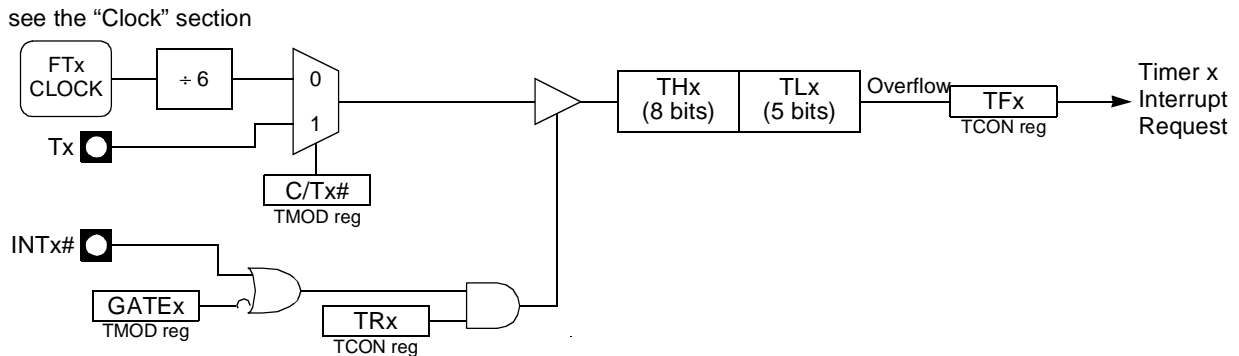 see the “Clock” section
FTx
CLOCK
÷ 6
0
1
Tx
C/Tx#
TMOD reg
THx
(8 bits)
TLx
(5 bits)
Overflow
TFx
TCON reg
Timer x
Interrupt
Request
INTx#
GATEx
TMOD reg
TRx
TCON reg